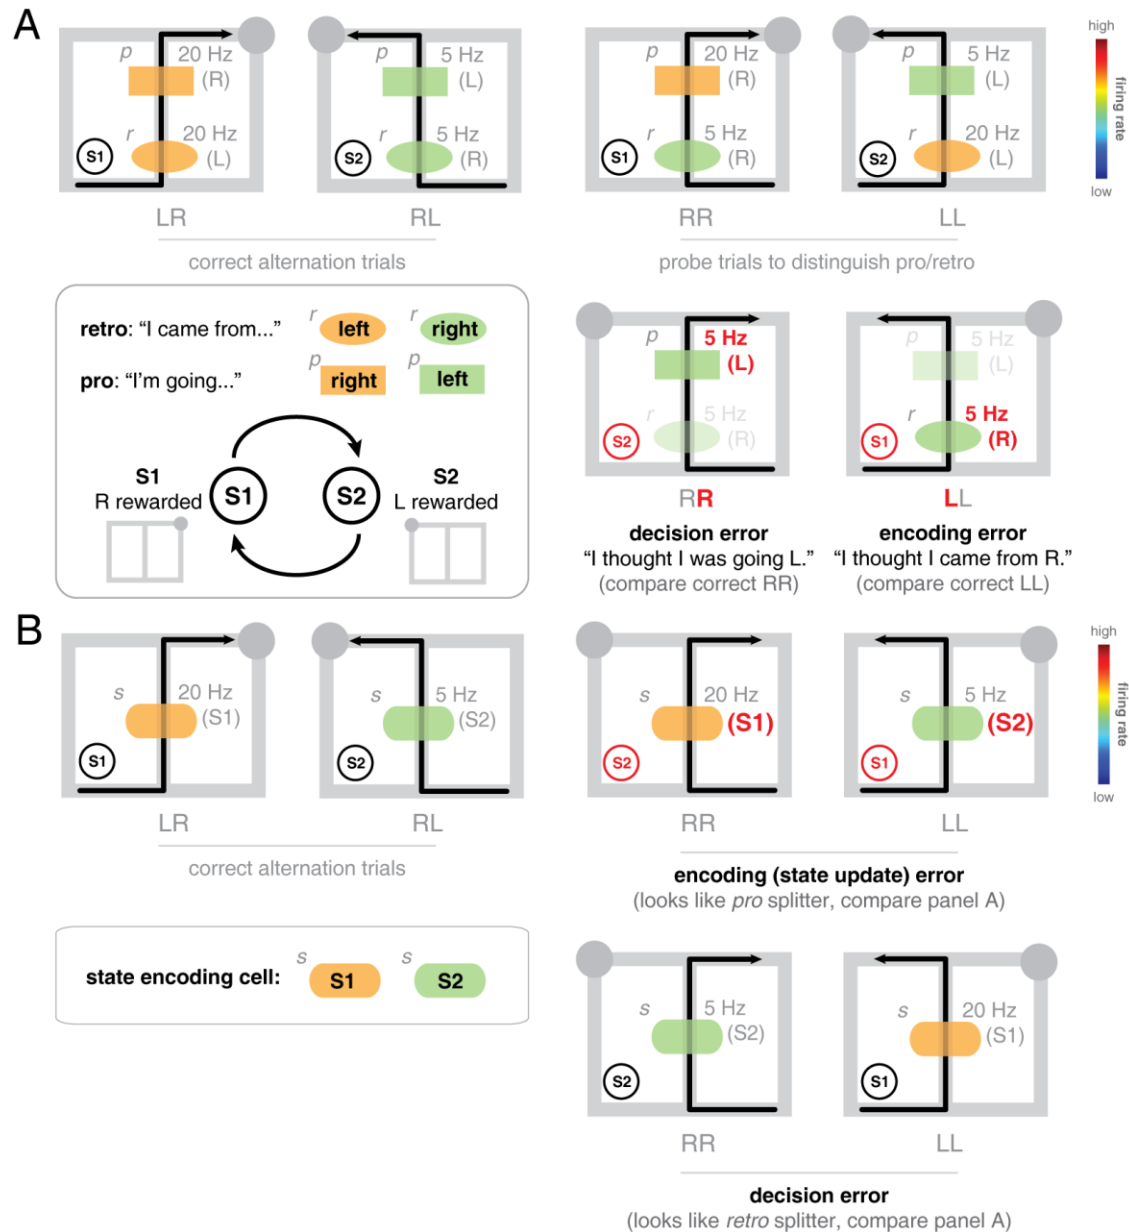 A
p 20 Hz (R)
r 20 Hz (L)
S1
LR
p 5 Hz (L)
r 5 Hz (R)
S2
RL
correct alternation trials
p 20 Hz (R)
r 5 Hz (R)
S1
RR
p 5 Hz (L)
r 20 Hz (L)
S2
LL
probe trials to distinguish pro/retro
high
firing rate
low
retro: “I came from...”
r left
r right
pro: “I’m going...”
p right
p left
S1
R rewarded
S1
S2
S2
L rewarded
p 5 Hz (L)
r 5 Hz (R)
S2
RR
decision error
“I thought I was going L.”
(compare correct RR)
p 5 Hz (L)
r 5 Hz (R)
S1
LL
encoding error
“I thought I came from R.”
(compare correct LL)
B
s 20 Hz (S1)
S1
LR
s 5 Hz (S2)
S2
RL
correct alternation trials
s 20 Hz (S1)
S2
RR
s 5 Hz (S2)
S1
LL
encoding (state update) error
(looks like pro splitter, compare panel A)
high
firing rate
low
state encoding cell:
s S1
s S2
s 5 Hz (S2)
S2
RR
s 20 Hz (S1)
S1
LL
decision error
(looks like retro splitter, compare panel A)